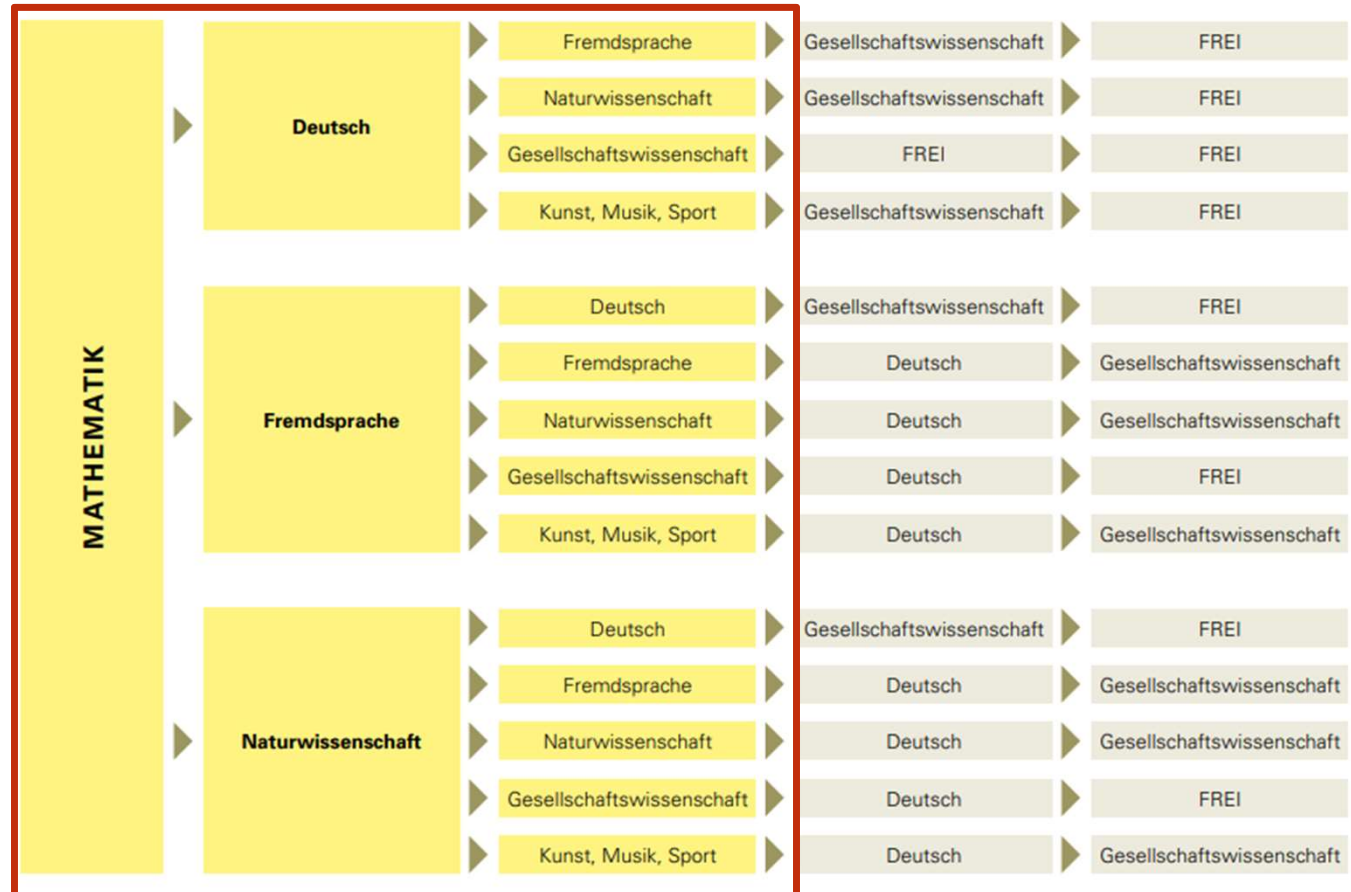 MATHEMATIK
Deutsch
Fremdsprache Gesellschaftswissenschaft FREI
Naturwissenschaft Gesellschaftswissenschaft FREI
Gesellschaftswissenschaft FREI FREI
Kunst, Musik, Sport Gesellschaftswissenschaft FREI
Fremdsprache
Deutsch Gesellschaftswissenschaft FREI
Fremdsprache Deutsch Gesellschaftswissenschaft
Naturwissenschaft Deutsch Gesellschaftswissenschaft
Gesellschaftswissenschaft Deutsch FREI
Kunst, Musik, Sport Deutsch Gesellschaftswissenschaft
Naturwissenschaft
Deutsch Gesellschaftswissenschaft FREI
Fremdsprache Deutsch Gesellschaftswissenschaft
Naturwissenschaft Deutsch Gesellschaftswissenschaft
Gesellschaftswissenschaft Deutsch FREI
Kunst, Musik, Sport Deutsch Gesellschaftswissenschaft